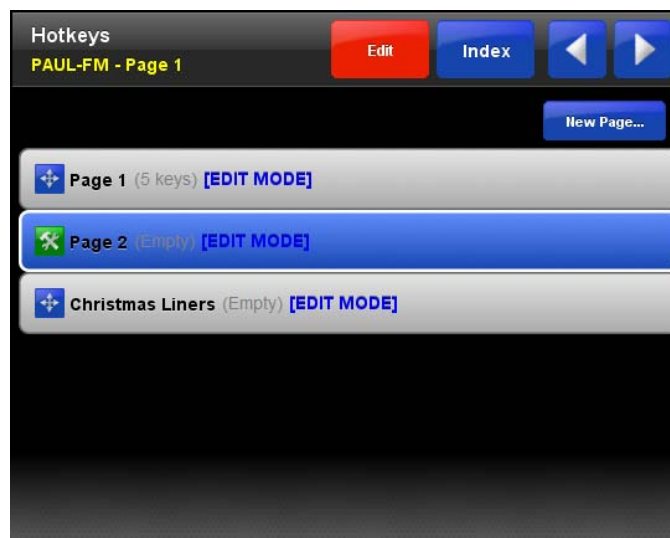 Hotkeys
PAUL-FM - Page 1
Edit
Index
New Page...
Page 1 (5 keys) [EDIT MODE]
Page 2 (Empty) [EDIT MODE]
Christmas Liners (Empty) [EDIT MODE]